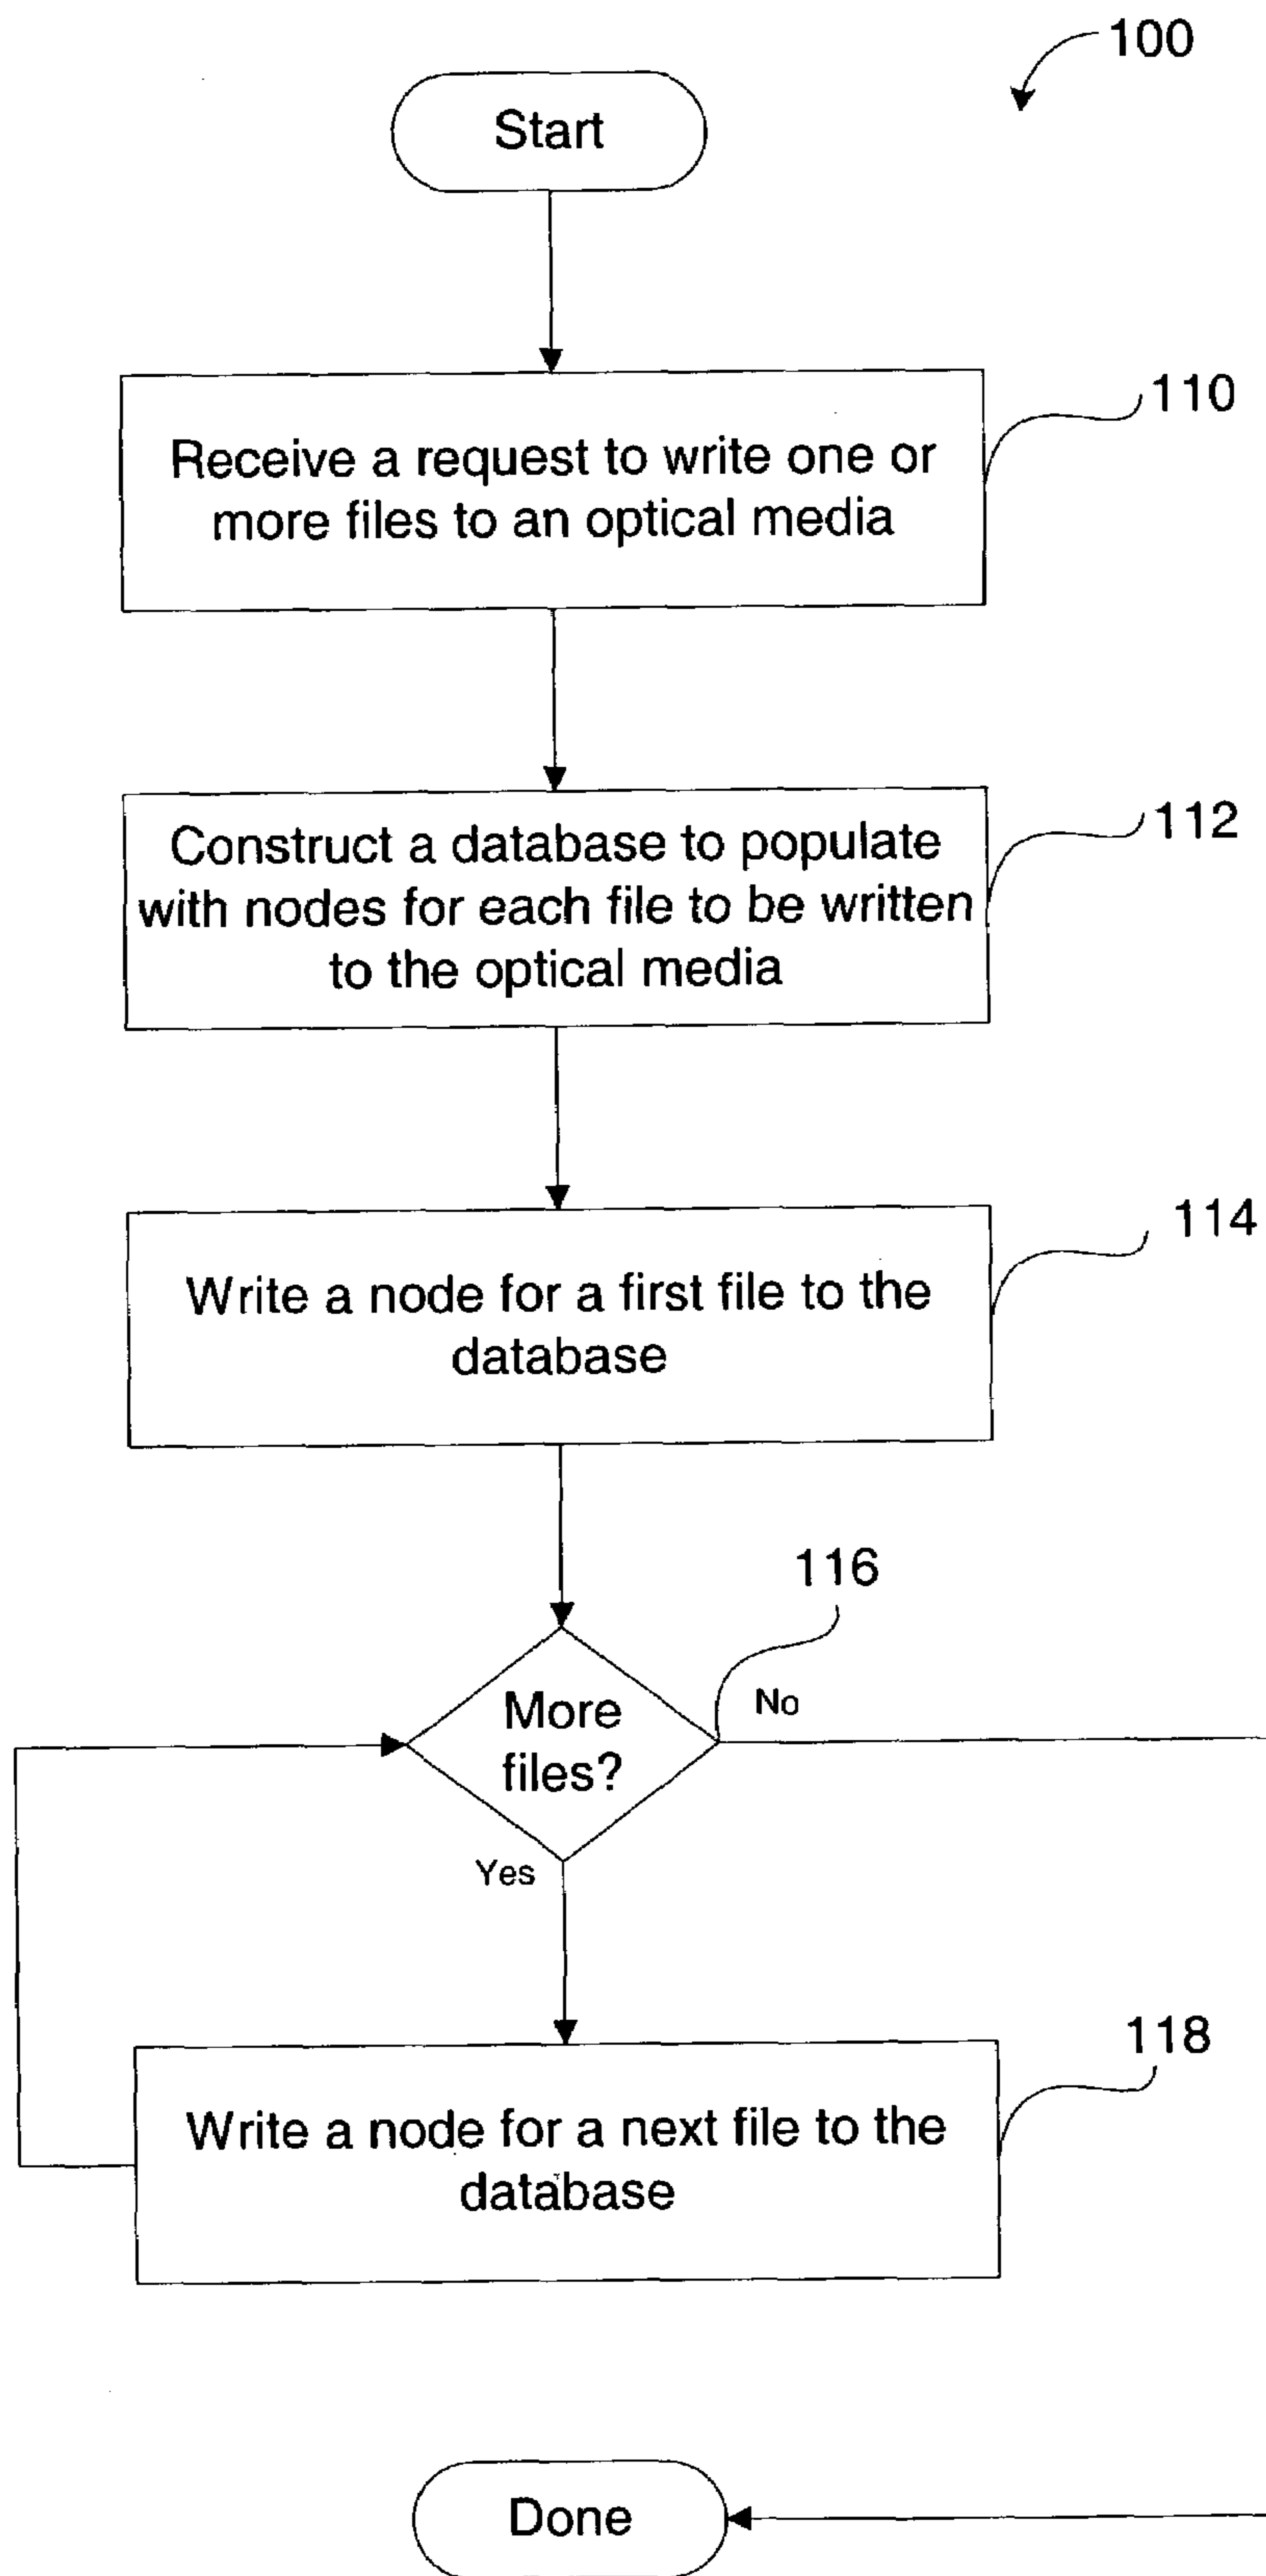 100
Start
110
Receive a request to write one or
more files to an optical media
112
Construct a database to populate
with nodes for each file to be written
to the optical media
114
Write a node for a first file to the
database
116
More
files?
No
Yes
118
Write a node for a next file to the
database
Done